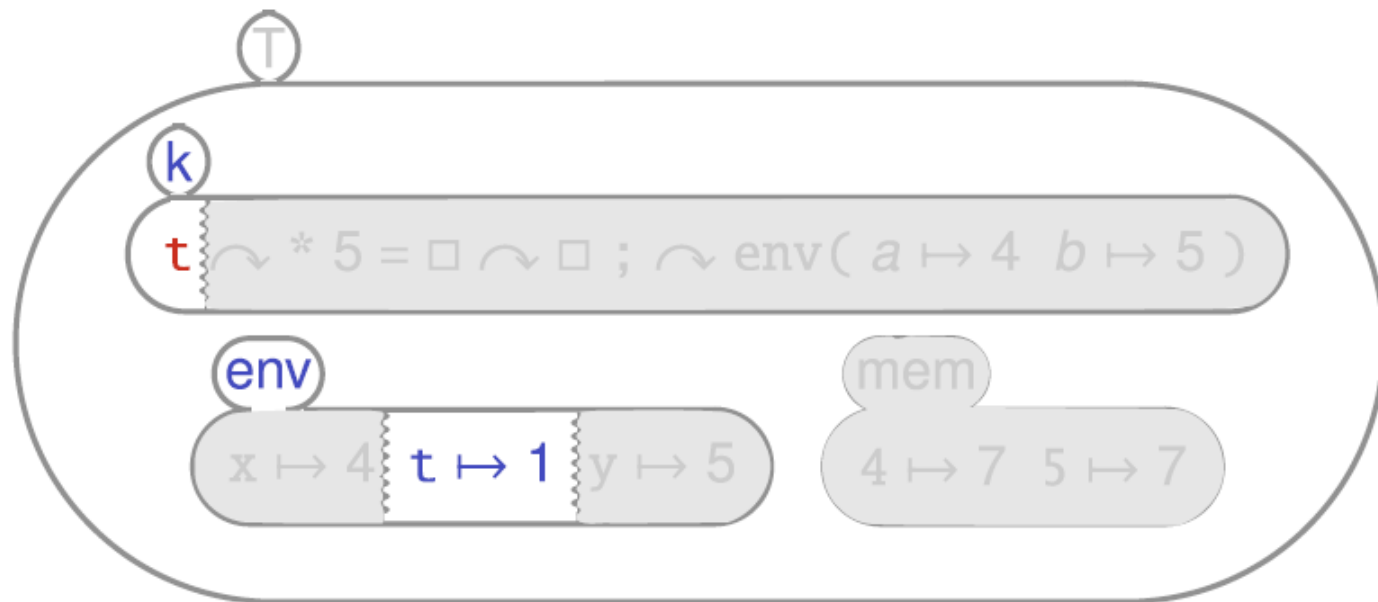 T
k
t ↷ * 5 = □ ↷ □ ; ↷ env( a ↦ 4 b ↦ 5 )
env mem
x ↦ 4 t ↦ 1 y ↦ 5 4 ↦ 7 5 ↦ 7